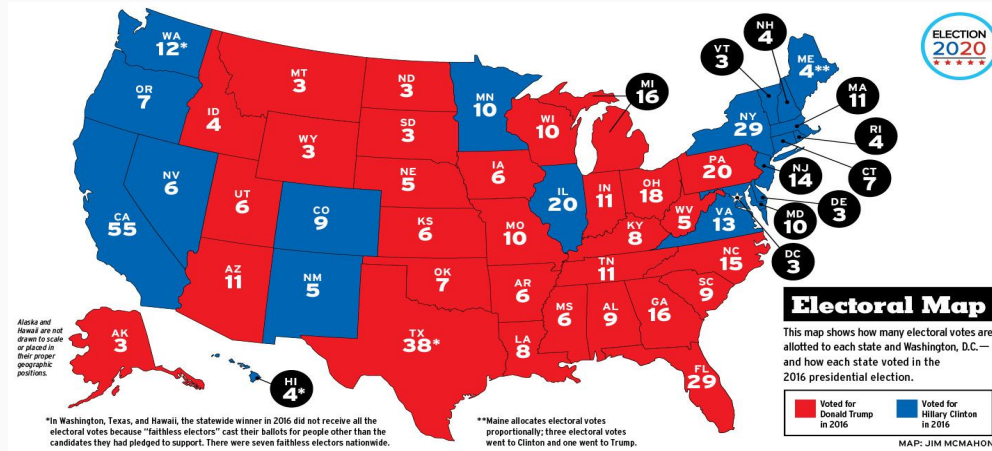 ELECTION
2020
WA
12*
OR
7
CA
55
NV
6
ID
4
MT
3
WY
3
UT
6
AZ
11
CO
9
NM
5
ND
3
SD
3
NE
5
KS
6
OK
7
TX
38*
MN
10
IA
6
MO
10
AR
6
LA
8
WI
10
IL
20
MI
16
IN
11
OH
18
KY
8
TN
11
MS
6
AL
9
GA
16
FL
29
SC
9
NC
15
VA
13
WV
5
PA
20
NY
29
VT
3
NH
4
ME
4**
MA
11
RI
4
CT
7
NJ
14
DE
3
MD
10
DC
3
AK
3
HI
4*
Alaska and
Hawaii are not
drawn to scale
or placed in
their proper
geographic
positions.
Electoral Map
This map shows how many electoral votes are
allotted to each state and Washington, D.C.—
and how each state voted in the
2016 presidential election.
Voted for
Donald Trump
in 2016
Voted for
Hillary Clinton
in 2016
*In Washington, Texas, and Hawaii, the statewide winner in 2016 did not receive all the
electoral votes because “faithless electors” cast their ballots for people other than the
candidates they had pledged to support. There were seven faithless electors nationwide.
**Maine allocates electoral votes
proportionally; three electoral votes
went to Clinton and one went to Trump.
MAP: JIM MCMAHON